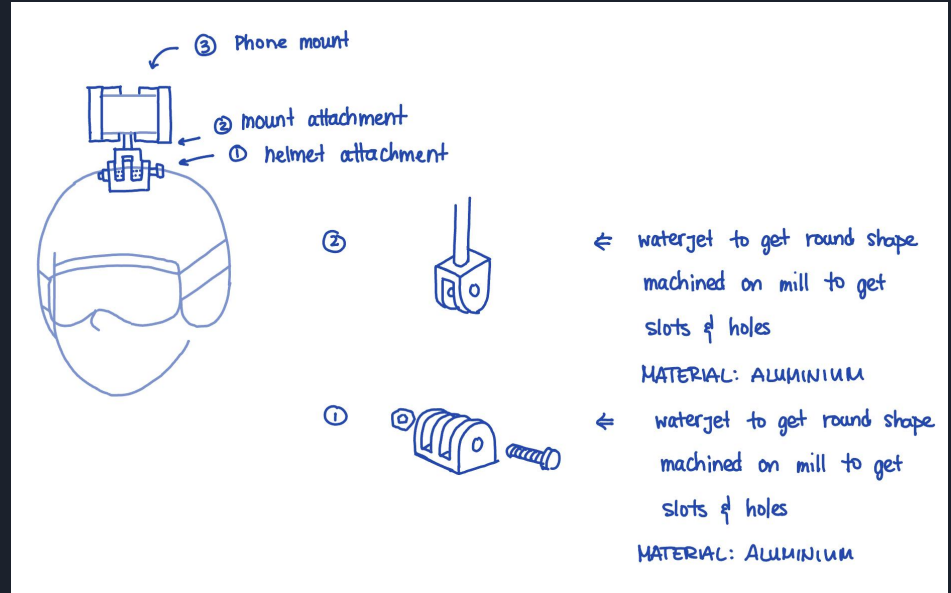 ③ Phone mount
② mount attachment
① helmet attachment
②
⇐ waterjet to get round shape
machined on mill to get
slots & holes
MATERIAL: ALUMINIUM
①
⇐ waterjet to get round shape
machined on mill to get
slots & holes
MATERIAL: ALUMINIUM